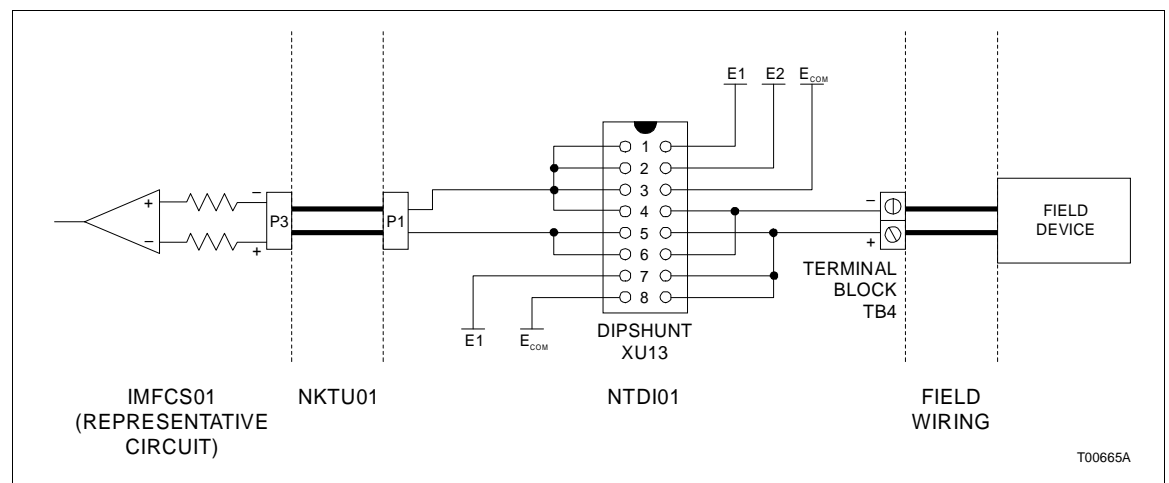 E1 E2 ECOM
1
2
3
4
5
6
7
8
+
−
−
+
P3
P1
−
+
FIELD
DEVICE
TERMINAL
BLOCK
TB4
E1 ECOM
DIPSHUNT
XU13
IMFCS01
(REPRESENTATIVE
CIRCUIT)
NKTU01
NTDI01
FIELD
WIRING
T00665A